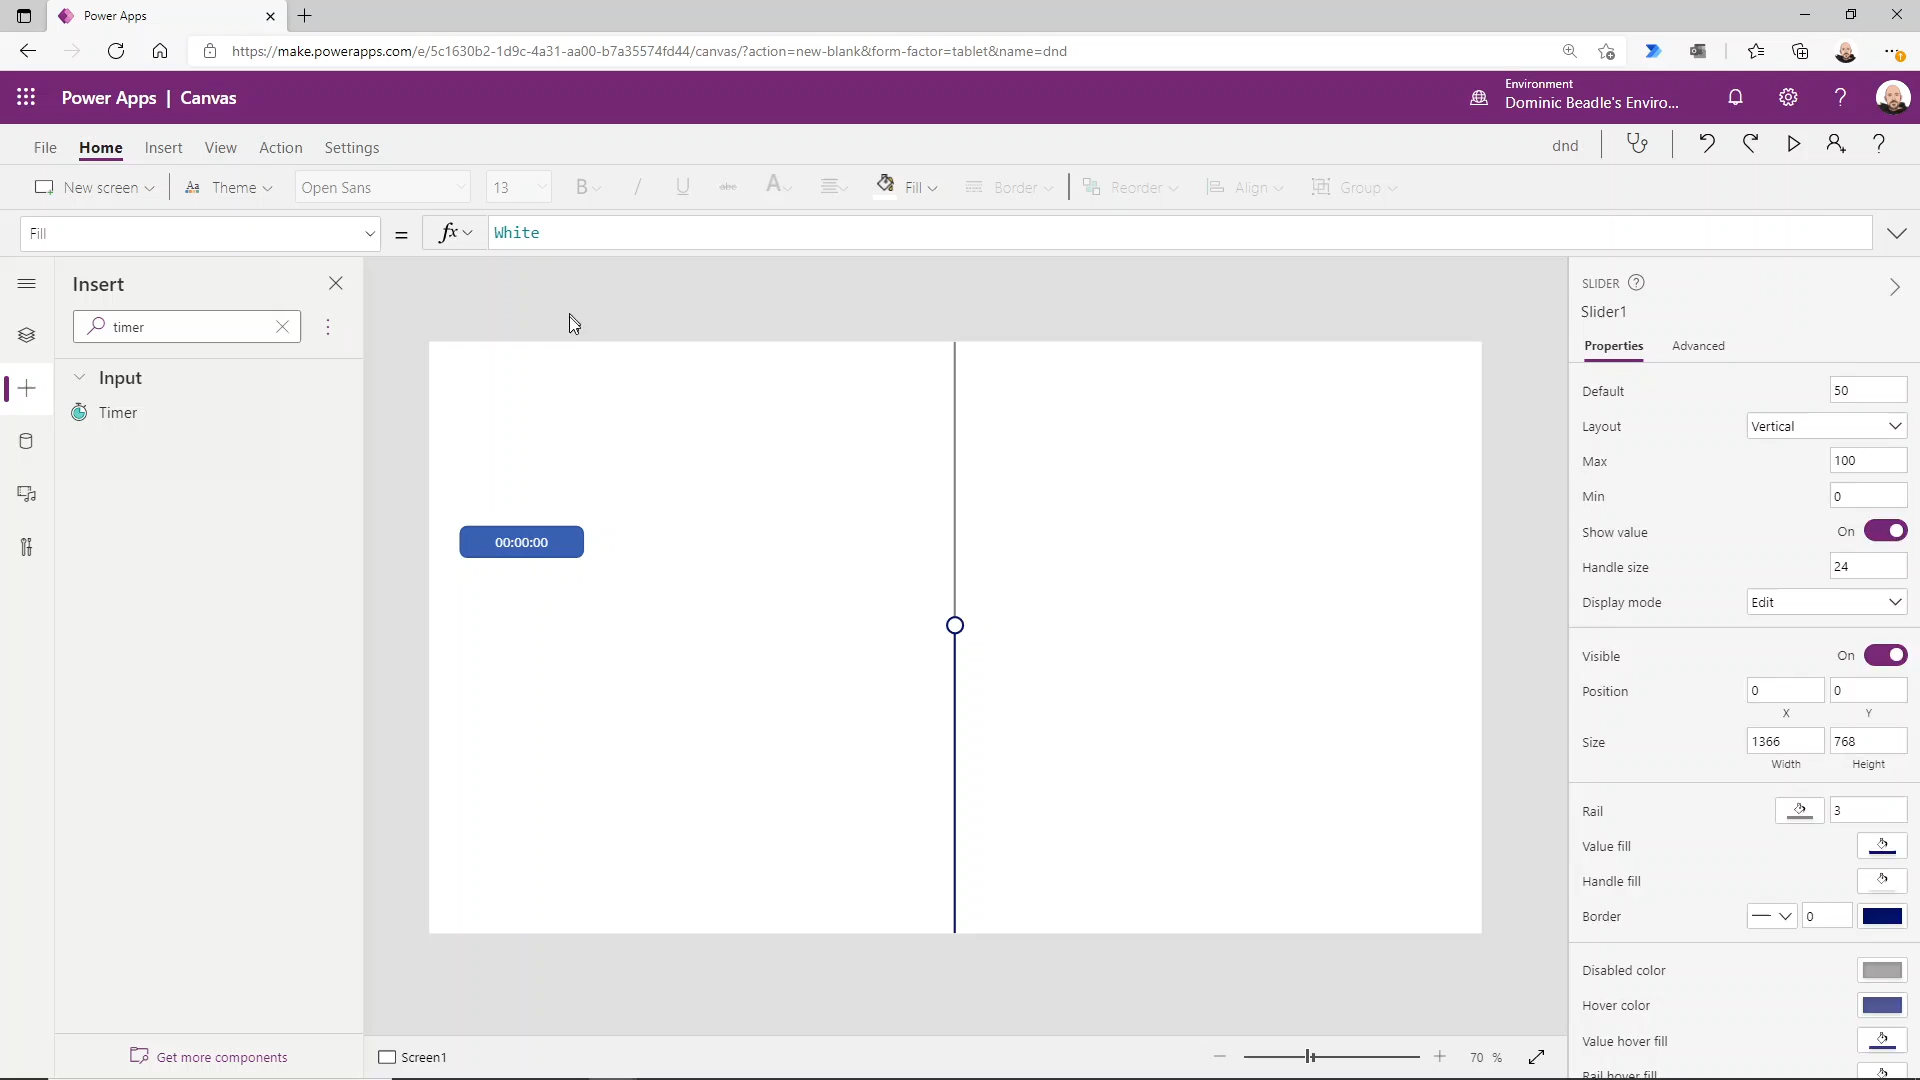 Power Apps
https://make.powerapps.com/e/5c1630b2-1d9c-4a31-aa00-b7a35574fd44/canvas/?action=new-blank&form-factor=tablet&name=dnd
Power Apps | Canvas
Environment
Dominic Beadle's Enviro...
File Home Insert View Action Settings
dnd
New screen Theme Open Sans 13 B / U abc A Fill Border Reorder Align Group
Fill = fx White
Insert
timer
Input
Timer
00:00:00
SLIDER
Slider1
Properties Advanced
Default 50
Layout Vertical
Max 100
Min 0
Show value On
Handle size 24
Display mode Edit
Visible On
Position 0 0
X Y
Size 1366 768
Width Height
Rail 3
Value fill
Handle fill
Border 0
Disabled color
Hover color
Value hover fill
Rail hover fill
Get more components
Screen1
70 %